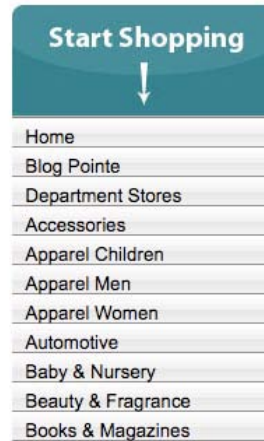 Start Shopping
Home
Blog Pointe
Department Stores
Accessories
Apparel Children
Apparel Men
Apparel Women
Automotive
Baby & Nursery
Beauty & Fragrance
Books & Magazines